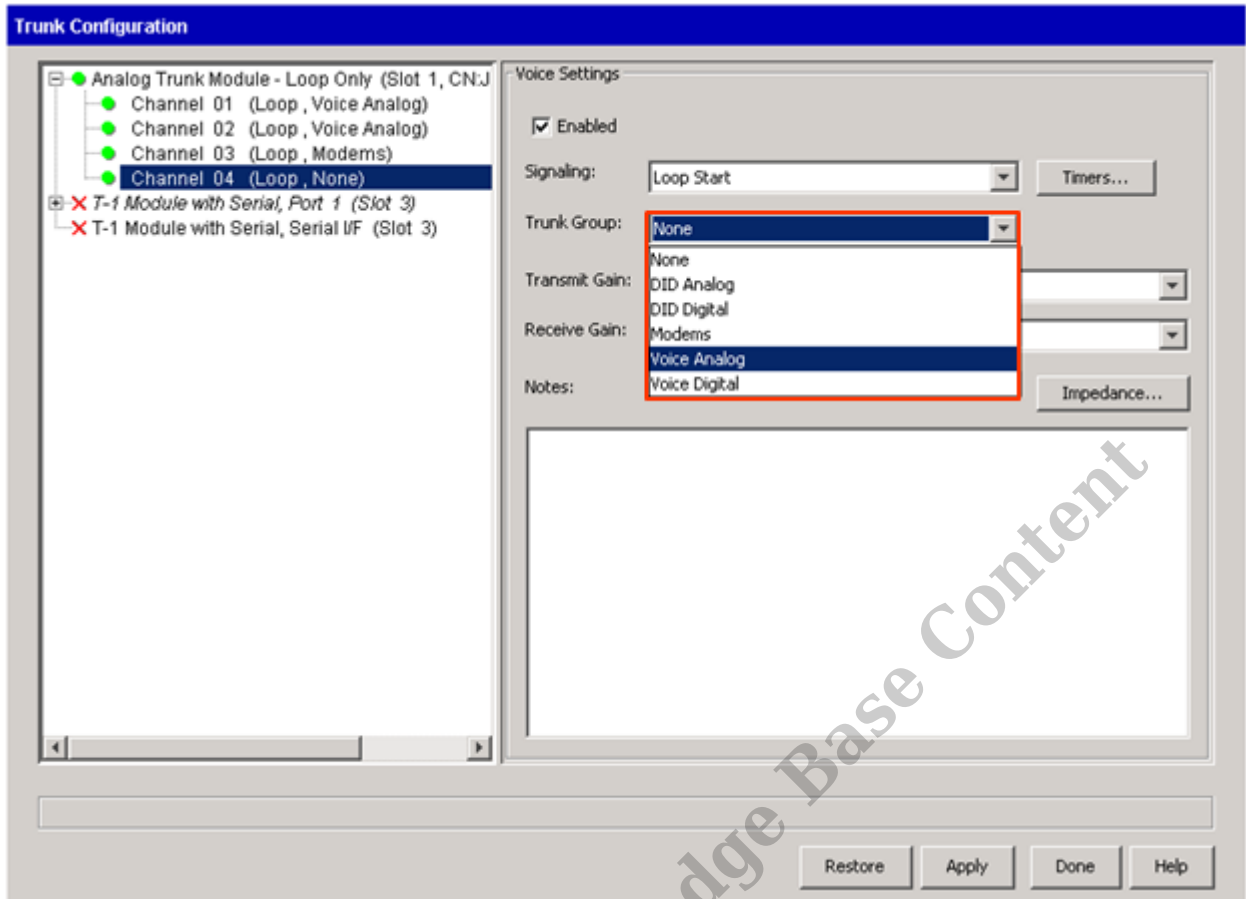 Trunk Configuration
Analog Trunk Module - Loop Only (Slot 1, CN:J
Channel 01 (Loop , Voice Analog)
Channel 02 (Loop , Voice Analog)
Channel 03 (Loop , Modems)
Channel 04 (Loop , None)
T-1 Module with Serial, Port 1 (Slot 3)
T-1 Module with Serial, Serial I/F (Slot 3)
Voice Settings
Enabled
Signaling:
Loop Start
Timers...
Trunk Group:
None
None
DID Analog
DID Digital
Modems
Voice Analog
Voice Digital
Transmit Gain:
Receive Gain:
Notes:
Impedance...
Restore
Apply
Done
Help
Base Content